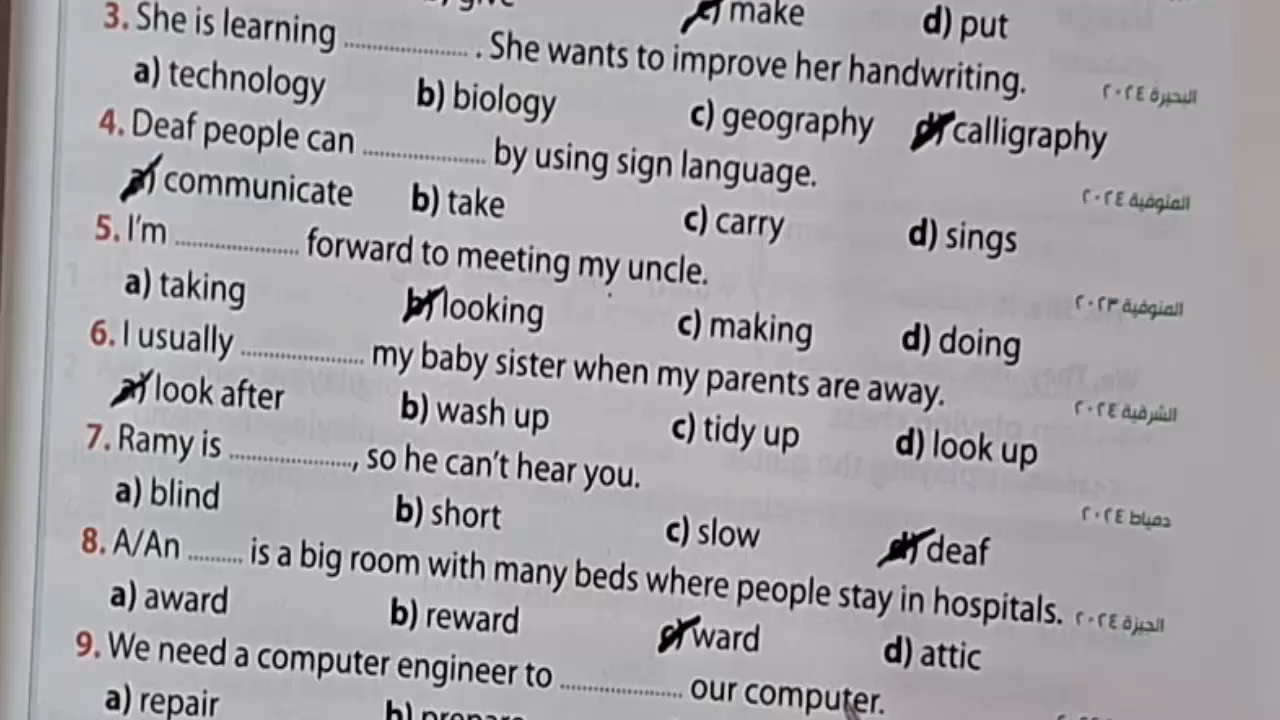 c) make d) put
3. She is learning .................. . She wants to improve her handwriting.
البحيرة ٢٠٢٤
a) technology b) biology c) geography d) calligraphy
4. Deaf people can .................. by using sign language.
المنوفية ٢٠٢٤
a) communicate b) take c) carry d) sings
5. I'm .................. forward to meeting my uncle.
المنوفية ٢٠٢٣
a) taking b) looking c) making d) doing
6. I usually .................. my baby sister when my parents are away.
الشرقية ٢٠٢٤
a) look after b) wash up c) tidy up d) look up
7. Ramy is .................., so he can't hear you.
دمياط ٢٠٢٤
a) blind b) short c) slow d) deaf
8. A/An ......... is a big room with many beds where people stay in hospitals.
الجيزة ٢٠٢٤
a) award b) reward c) ward d) attic
9. We need a computer engineer to .................. our computer.
a) repair